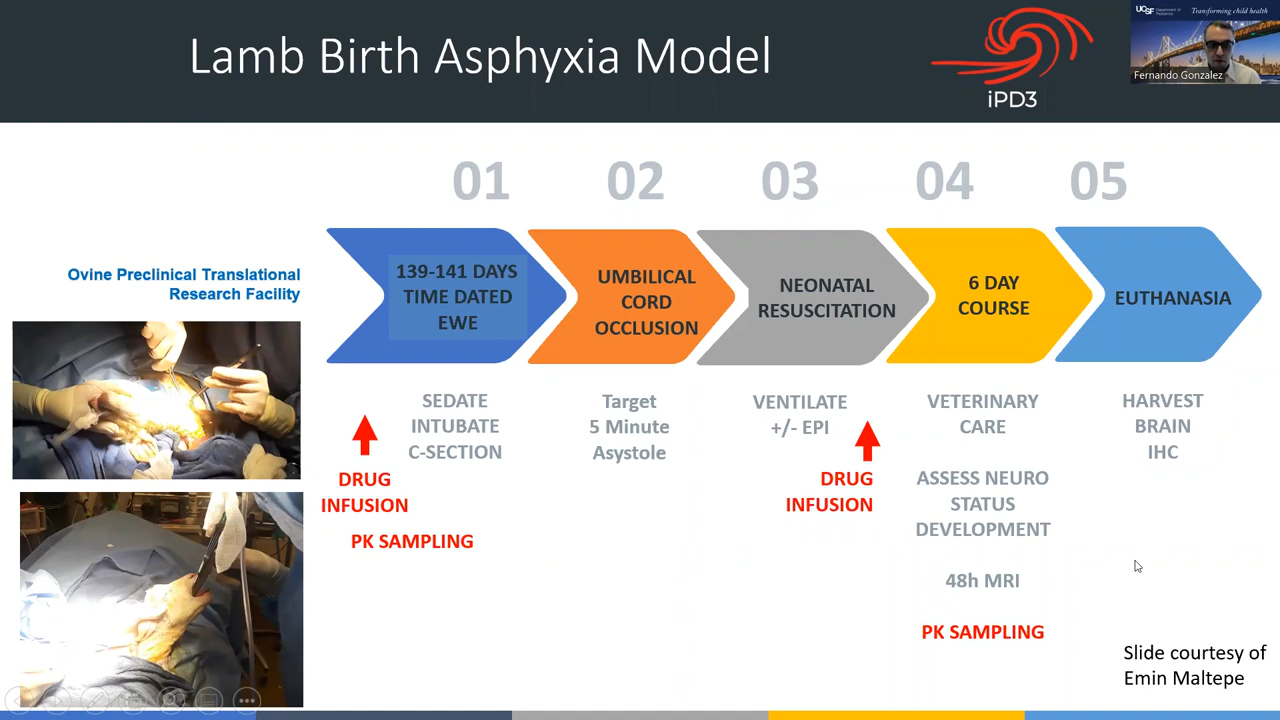 Lamb Birth Asphyxia Model
iPD3
UCSF
Department of
Pediatrics
Transforming child health
Fernando Gonzalez
01
02
03
04
05
Ovine Preclinical Translational
Research Facility
139-141 DAYS
TIME DATED
EWE
UMBILICAL
CORD
OCCLUSION
NEONATAL
RESUSCITATION
6 DAY
COURSE
EUTHANASIA
SEDATE
INTUBATE
C-SECTION
DRUG
INFUSION
PK SAMPLING
Target
5 Minute
Asystole
VENTILATE
+/- EPI
DRUG
INFUSION
VETERINARY
CARE
ASSESS NEURO
STATUS
DEVELOPMENT
48h MRI
PK SAMPLING
HARVEST
BRAIN
IHC
Slide courtesy of
Emin Maltepe